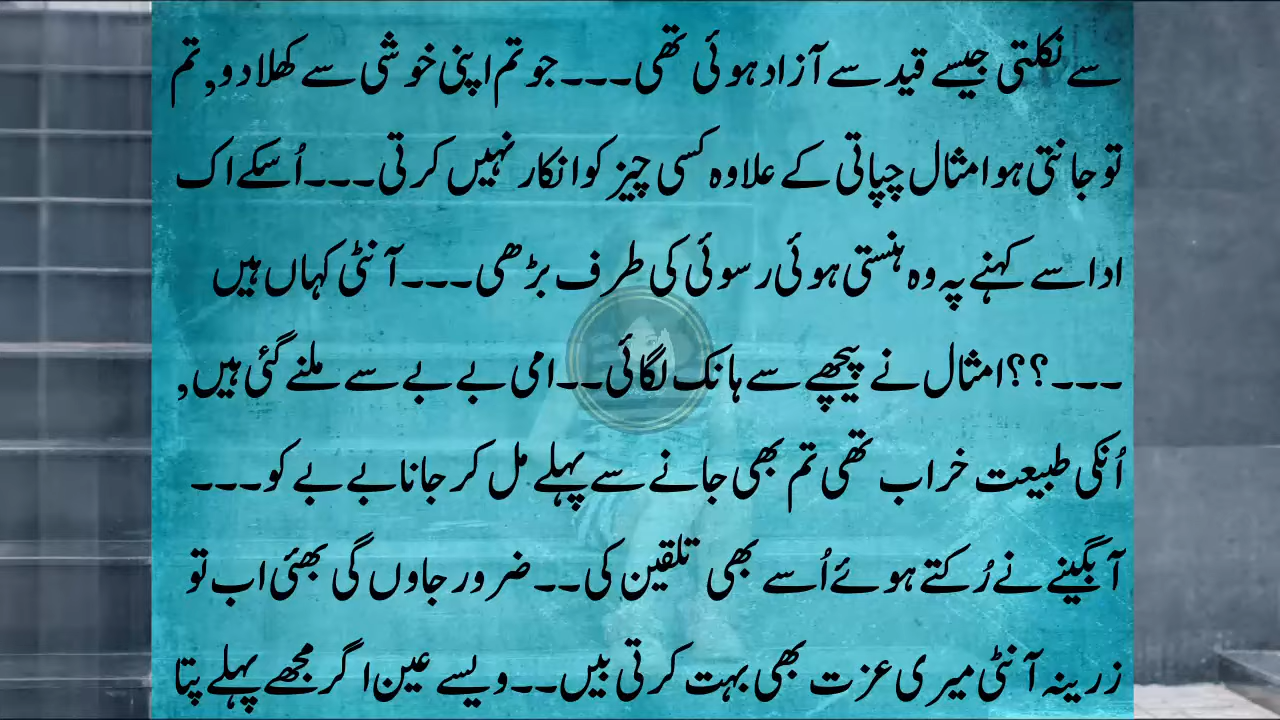 سے نکلتی جیسے قید سے آزاد ہوئی تھی۔۔۔ جو تم اپنی خوشی سے کھلا دو, تم
تو جانتی ہو امثال چپاتی کے علاوہ کسی چیز کو انکار نہیں کرتی۔۔۔ اُسکے اک
ادا سے کہنے پہ وہ ہنستی ہوئی رسوئی کی طرف بڑھی۔۔۔ آنٹی کہاں ہیں
۔۔۔؟؟ امثال نے پیچھے سے ہانک لگائی۔۔ امی بے بے سے ملنے گئی ہیں,
اُنکی طبیعت خراب تھی تم بھی جانے سے پہلے مل کر جانا بے بے کو۔۔۔
آبگینے نے رُکتے ہوئے اُسے بھی تلقین کی۔۔ ضرور جاوں گی بھئی اب تو
زرینہ آنٹی میری عزت بھی بہت کرتی ہیں۔۔ ویسے عین اگر مجھے پہلے پتا